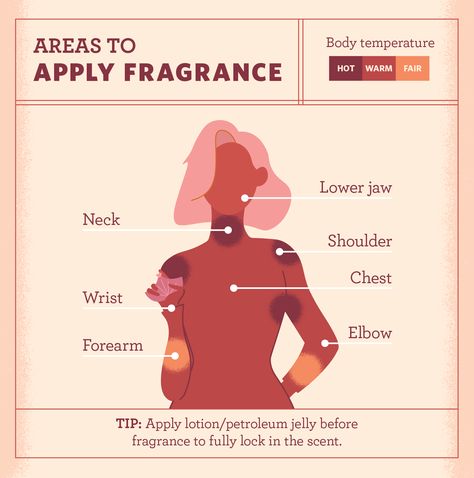 AREAS TO
APPLY FRAGRANCE
Body temperature
HOT WARM FAIR
Lower jaw
Neck
Shoulder
Chest
Wrist
Elbow
Forearm
TIP: Apply lotion/petroleum jelly before
fragrance to fully lock in the scent.